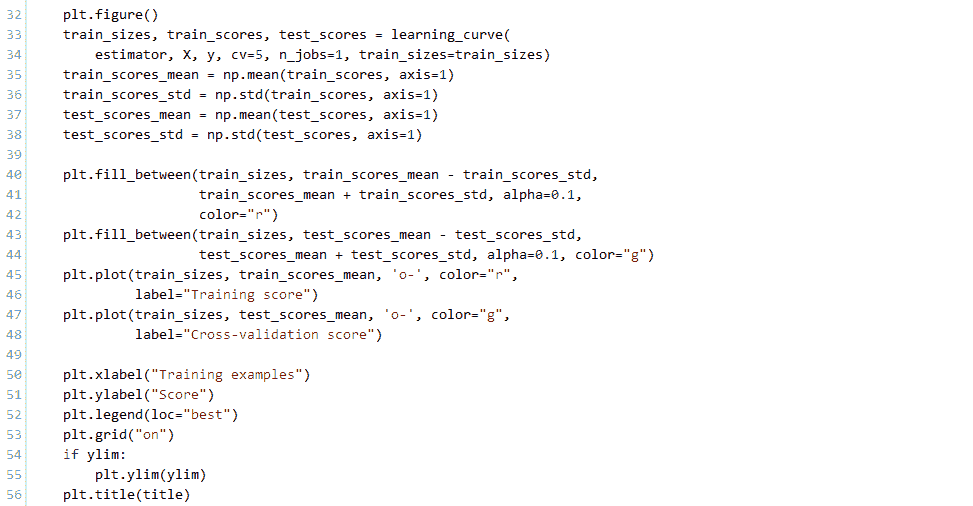 32 plt.figure()
33 train_sizes, train_scores, test_scores = learning_curve(
34 estimator, X, y, cv=5, n_jobs=1, train_sizes=train_sizes)
35 train_scores_mean = np.mean(train_scores, axis=1)
36 train_scores_std = np.std(train_scores, axis=1)
37 test_scores_mean = np.mean(test_scores, axis=1)
38 test_scores_std = np.std(test_scores, axis=1)
39
40 plt.fill_between(train_sizes, train_scores_mean - train_scores_std,
41 train_scores_mean + train_scores_std, alpha=0.1,
42 color="r")
43 plt.fill_between(train_sizes, test_scores_mean - test_scores_std,
44 test_scores_mean + test_scores_std, alpha=0.1, color="g")
45 plt.plot(train_sizes, train_scores_mean, 'o-', color="r",
46 label="Training score")
47 plt.plot(train_sizes, test_scores_mean, 'o-', color="g",
48 label="Cross-validation score")
49
50 plt.xlabel("Training examples")
51 plt.ylabel("Score")
52 plt.legend(loc="best")
53 plt.grid("on")
54 if ylim:
55 plt.ylim(ylim)
56 plt.title(title)